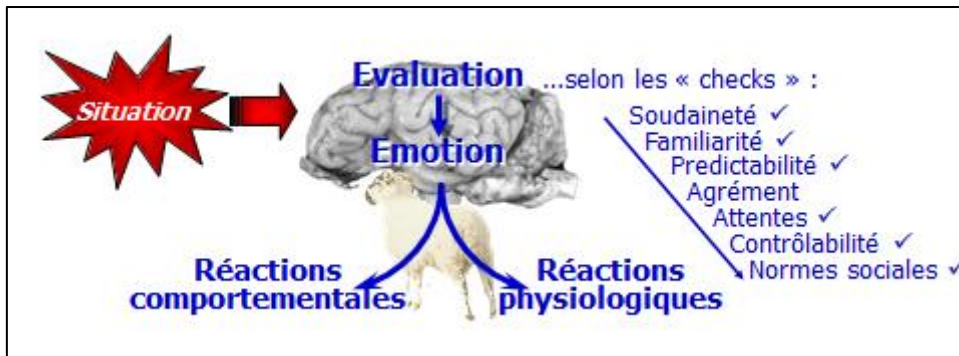 Situation
Evaluation
Emotion
Réactions
comportementales
Réactions
physiologiques
...selon les « checks » :
Soudaineté ✓
Familiarité ✓
Predictabilité ✓
Agrément
Attentes ✓
Contrôlabilité ✓
Normes sociales ✓